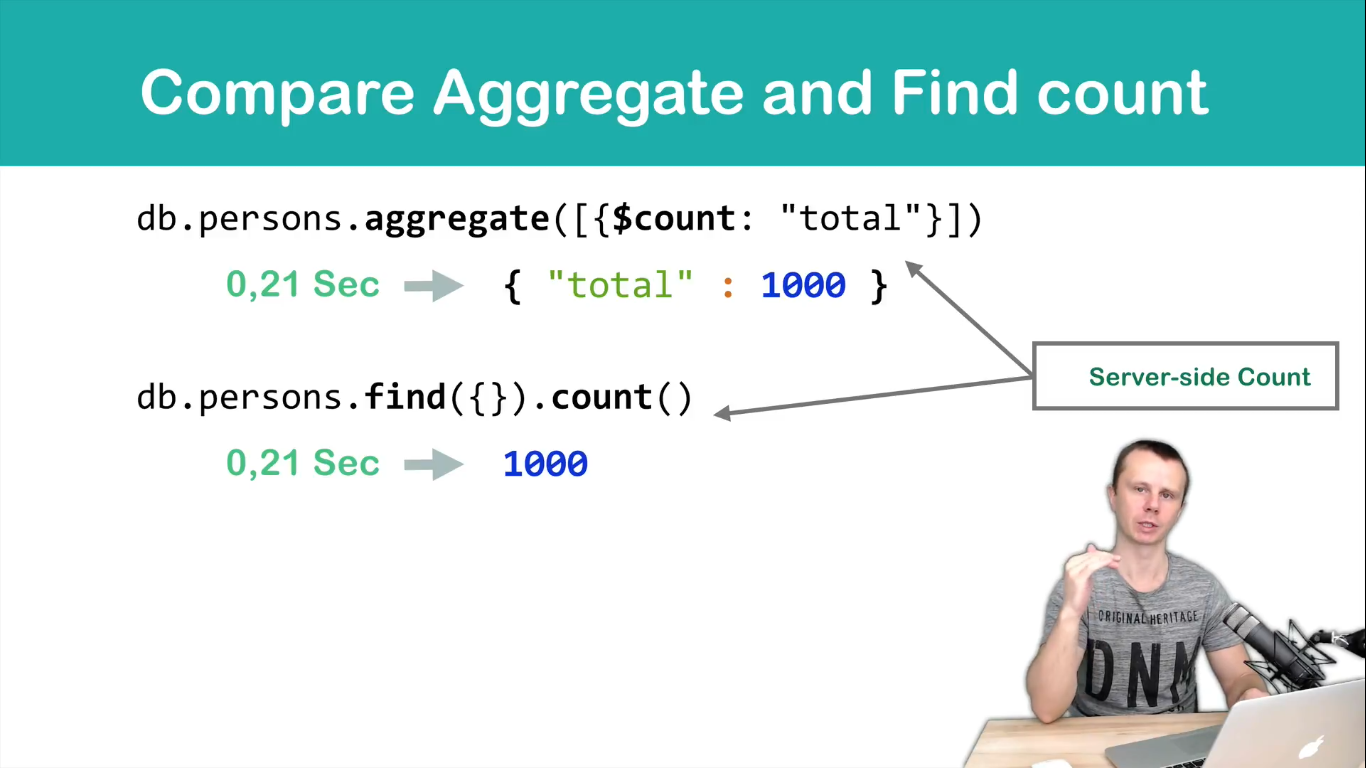 Compare Aggregate and Find count
db.persons.aggregate([{$count: "total"}])
0,21 Sec
{ "total" : 1000 }
Server-side Count
db.persons.find({}).count()
0,21 Sec
1000
ORIGINAL HERITAGE
DNM